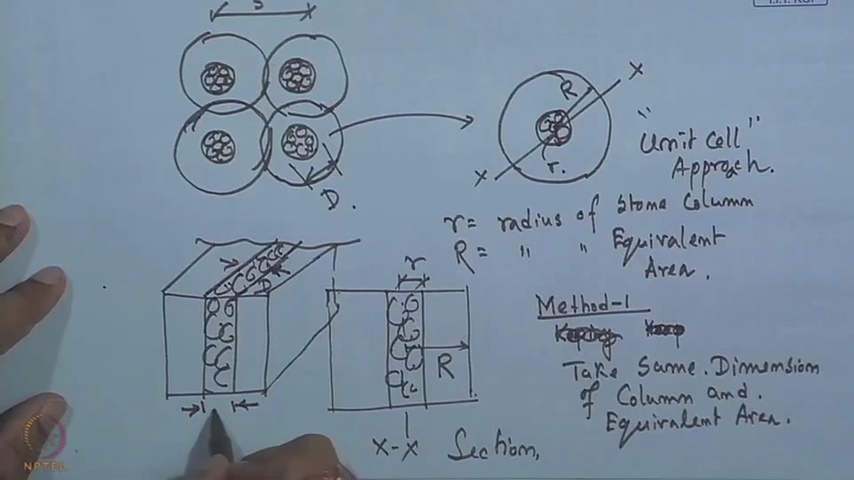 S
D.
R
X
X
r.
"Unit Cell"
Approach.
r = radius of Stone Column
R = " " Equivalent
Area.
r
R
X-X Section,
Method-1
Take Same Dimension
of Column and
Equivalent Area.
NPTEL